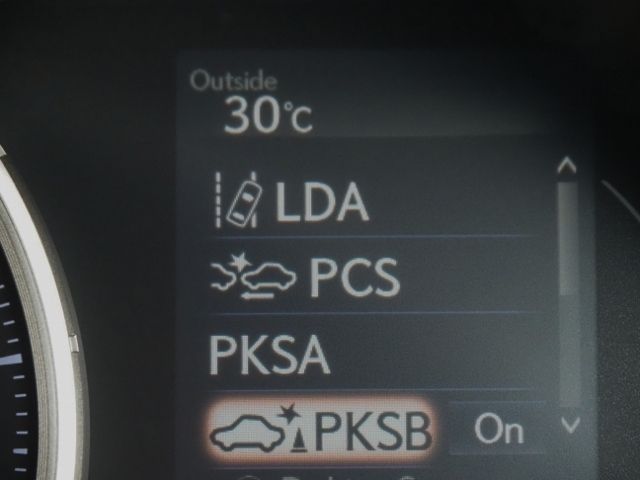 Outside
30°C
LDA
PCS
PKSA
PKSB On